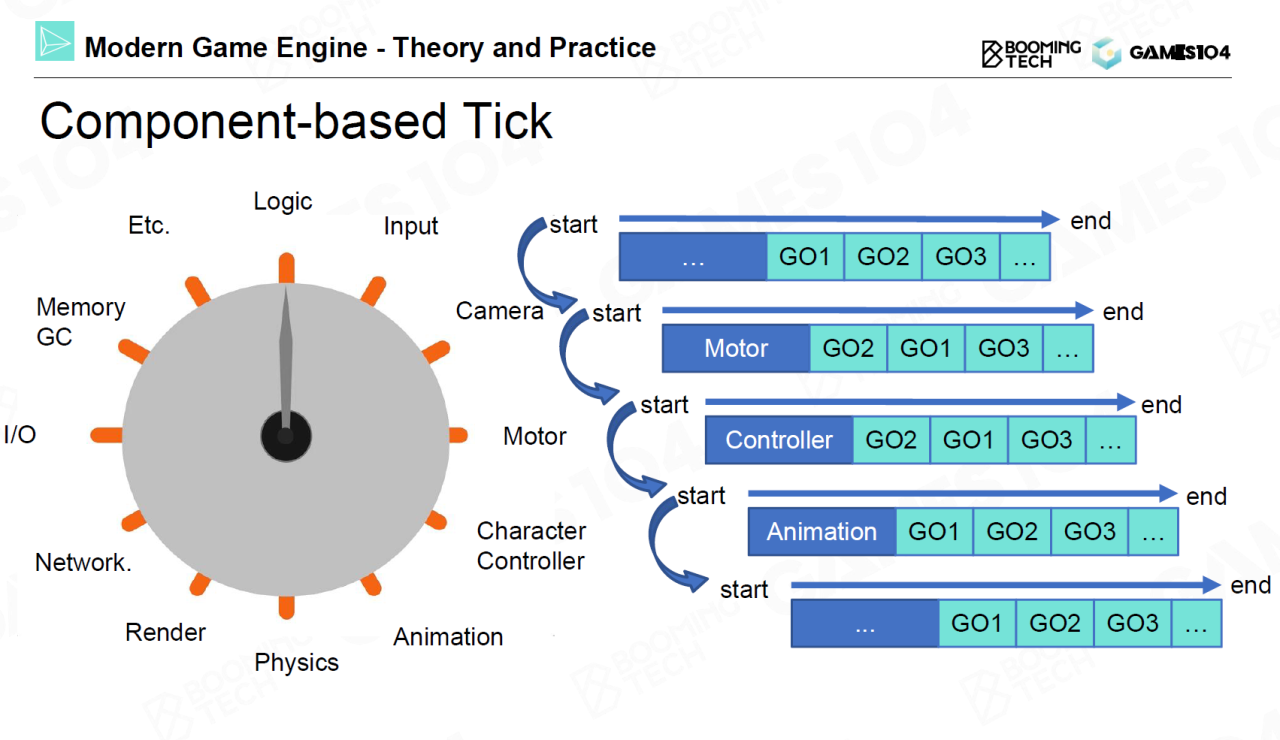 Modern Game Engine - Theory and Practice
BOOMING
TECH
GAMES104
Component-based Tick
Logic
Input
Camera
Motor
Character
Controller
Animation
Physics
Render
Network.
I/O
Memory
GC
Etc.
start
end
... GO1 GO2 GO3 ...
start
end
Motor GO2 GO1 GO3 ...
start
end
Controller GO2 GO1 GO3 ...
start
end
Animation GO1 GO2 GO3 ...
start
end
... GO1 GO2 GO3 ...